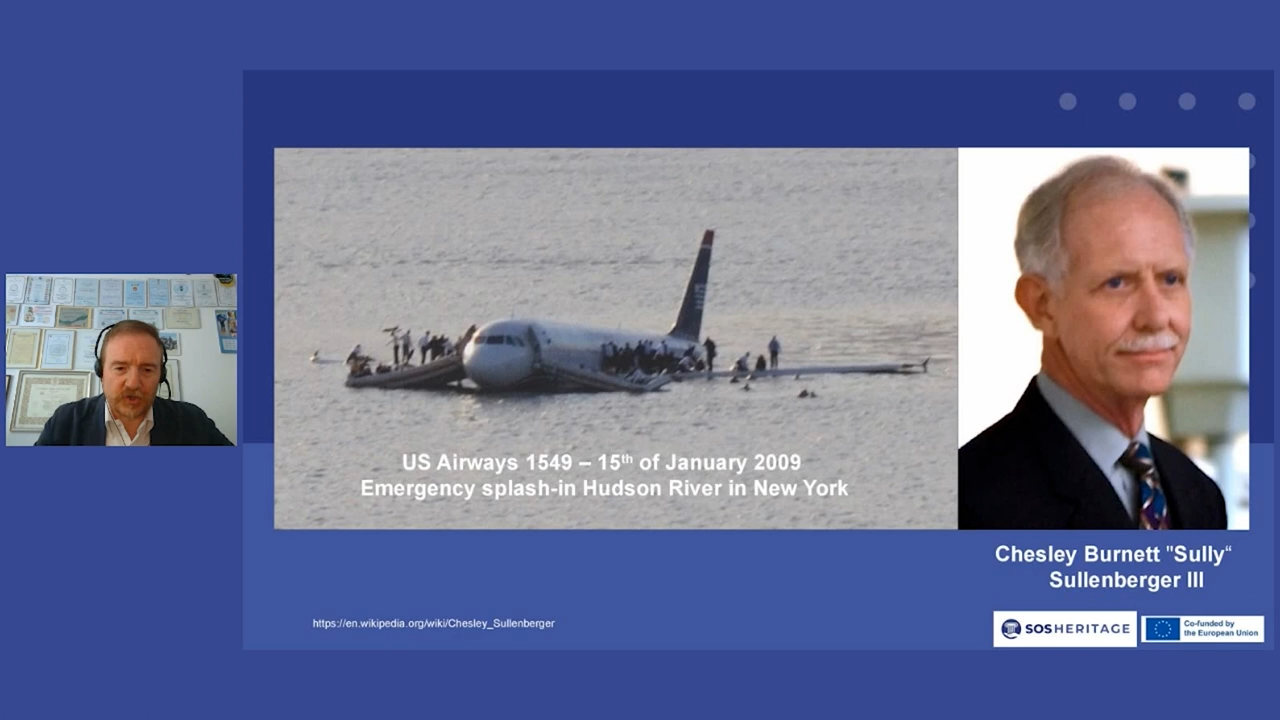 US Airways 1549 – 15th of January 2009
Emergency splash-in Hudson River in New York
Chesley Burnett "Sully“
Sullenberger III
https://en.wikipedia.org/wiki/Chesley_Sullenberger
SOSHERITAGE
Co-funded by
the European Union